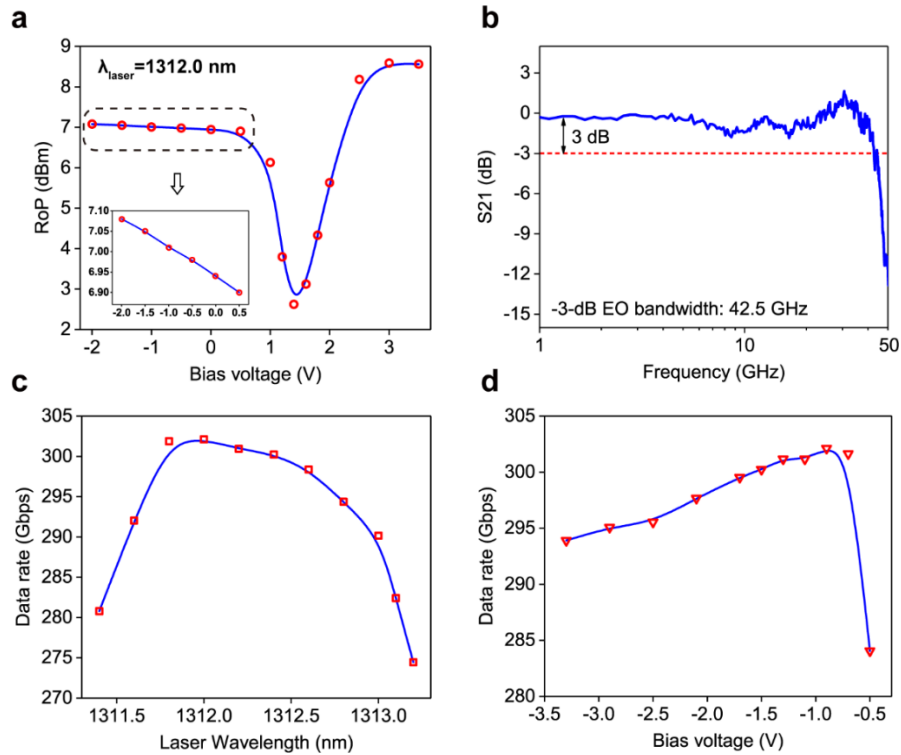 a
λlaser=1312.0 nm
9
8
7
6
5
4
3
2
RoP (dBm)
7.10
7.05
7.00
6.95
6.90
-2.0 -1.5 -1.0 -0.5 0.0 0.5
-2 -1 0 1 2 3
Bias voltage (V)
b
3
0
-3
-6
-9
-12
-15
S21 (dB)
3 dB
-3-dB EO bandwidth: 42.5 GHz
1 10 50
Frequency (GHz)
c
305
300
295
290
285
280
275
270
Data rate (Gbps)
1311.5 1312.0 1312.5 1313.0
Laser Wavelength (nm)
d
305
300
295
290
285
280
Data rate (Gbps)
-3.5 -3.0 -2.5 -2.0 -1.5 -1.0 -0.5
Bias voltage (V)